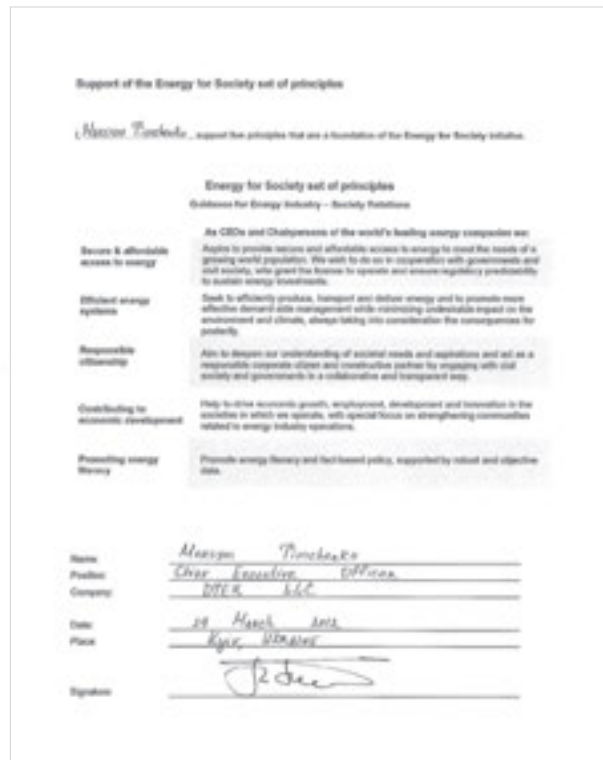 Support of the Energy for Society set of principles
I, Maxim Timchenko, support five principles that are a foundation of the Energy for Society initiative.
Energy for Society set of principles
Guidance for Energy Industry – Society Relations
As CEOs and Chairpersons of the world's leading energy companies we:
Secure & affordable
access to energy
Aspire to provide secure and affordable access to energy to meet the needs of a
growing world population. We wish to do so in cooperation with governments and
civil society, who grant the license to operate and ensure regulatory predictability
to sustain energy investments.
Efficient energy
systems
Seek to efficiently produce, transport and deliver energy and to promote more
effective demand side management while minimizing undesirable impact on the
environment and climate, always taking into consideration the consequences for
posterity.
Responsible
citizenship
Aim to deepen our understanding of societal needs and aspirations and act as a
responsible corporate citizen and constructive partner by engaging with civil
society and governments in a collaborative and transparent way.
Contributing to
economic development
Help to drive economic growth, employment, development and innovation in the
societies in which we operate, with special focus on strengthening communities
related to energy industry operations.
Promoting energy
literacy
Promote energy literacy and fact-based policy, supported by robust and objective
data.
Name: Maxim Timchenko
Position: Chief Executive Officer
Company: DTEK LLC
Date: 29 March 2012
Place Kyiv, Ukraine
Signature